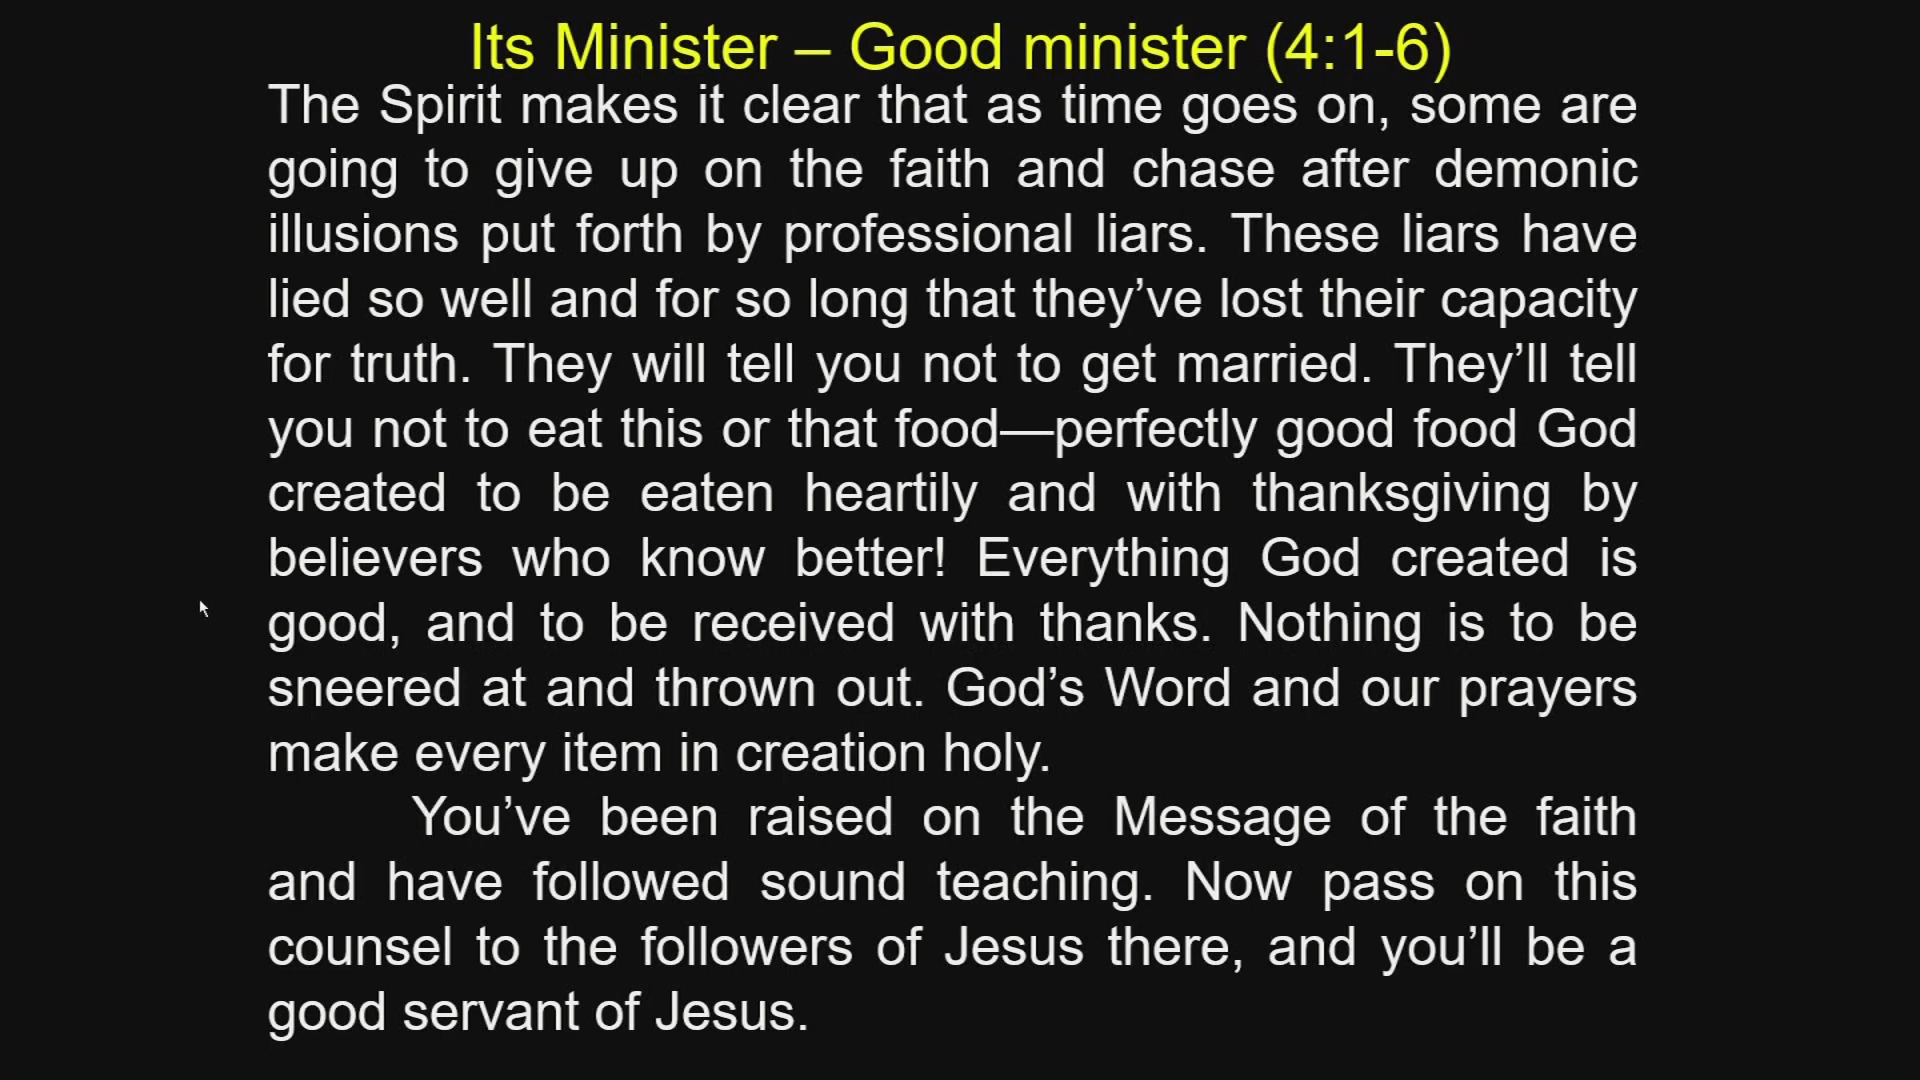 Its Minister – Good minister (4:1-6)
The Spirit makes it clear that as time goes on, some are
going to give up on the faith and chase after demonic
illusions put forth by professional liars. These liars have
lied so well and for so long that they’ve lost their capacity
for truth. They will tell you not to get married. They’ll tell
you not to eat this or that food—perfectly good food God
created to be eaten heartily and with thanksgiving by
believers who know better! Everything God created is
good, and to be received with thanks. Nothing is to be
sneered at and thrown out. God’s Word and our prayers
make every item in creation holy.
You’ve been raised on the Message of the faith
and have followed sound teaching. Now pass on this
counsel to the followers of Jesus there, and you’ll be a
good servant of Jesus.